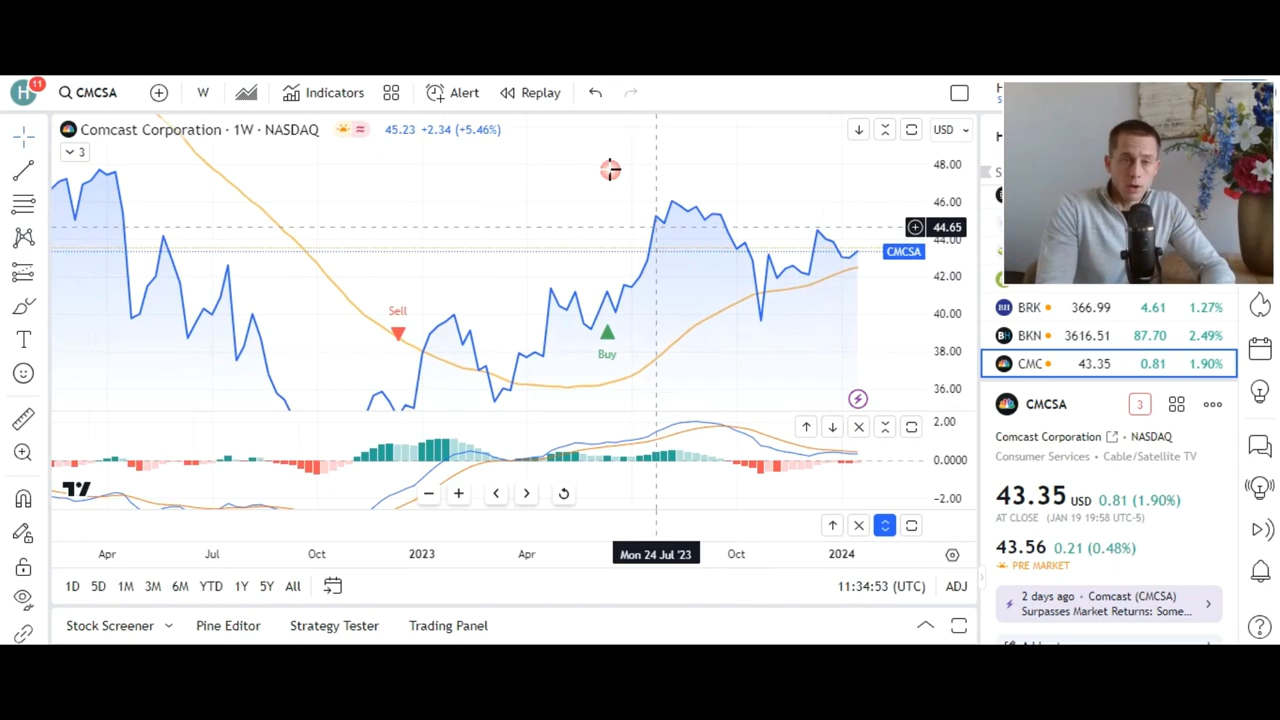 H 11 CMCSA W Indicators Alert Replay
Comcast Corporation · 1W · NASDAQ 45.23 +2.34 (+5.46%) USD
3
48.00
46.00
44.65
44.00
CMCSA
42.00
40.00
38.00
36.00
Sell
Buy
2.00
0.0000
−2.00
Apr Jul Oct 2023 Apr Mon 24 Jul '23 Oct 2024
1D 5D 1M 3M 6M YTD 1Y 5Y All 11:34:53 (UTC) ADJ
Stock Screener Pine Editor Strategy Tester Trading Panel
BRK 366.99 4.61 1.27%
BKN 3616.51 87.70 2.49%
CMC 43.35 0.81 1.90%
CMCSA 3
Comcast Corporation • NASDAQ
Consumer Services • Cable/Satellite TV
43.35 USD 0.81 (1.90%)
AT CLOSE (JAN 19 19:58 UTC-5)
43.56 0.21 (0.48%)
PRE MARKET
2 days ago • Comcast (CMCSA)
Surpasses Market Returns: Some...